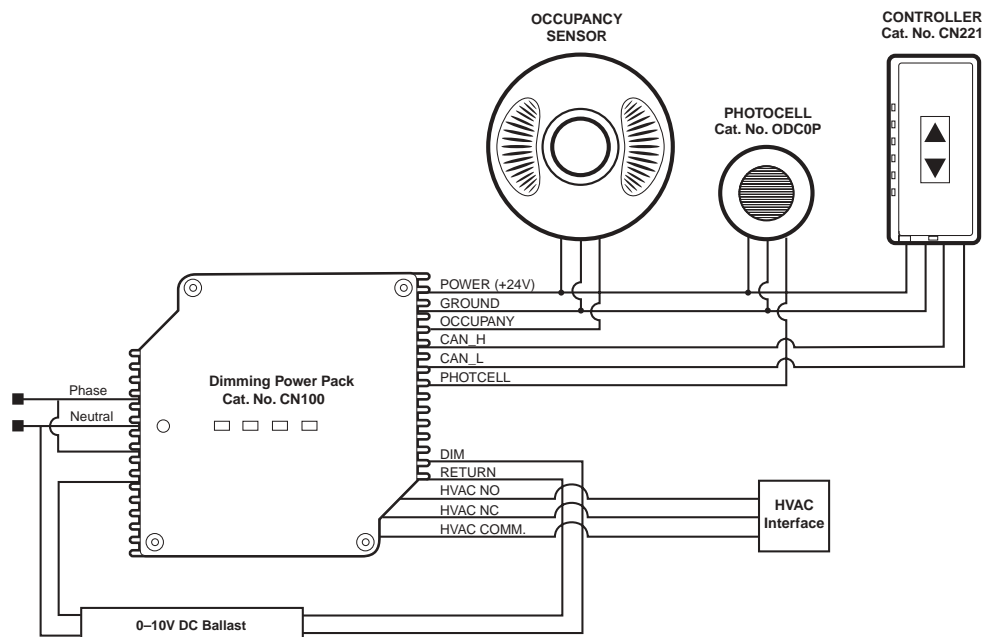 OCCUPANCY
SENSOR
CONTROLLER
Cat. No. CN221
PHOTOCELL
Cat. No. ODC0P
POWER (+24V)
GROUND
OCCUPANY
CAN_H
CAN_L
PHOTCELL
Dimming Power Pack
Cat. No. CN100
Phase
Neutral
DIM
RETURN
HVAC NO
HVAC NC
HVAC COMM.
HVAC
Interface
0–10V DC Ballast